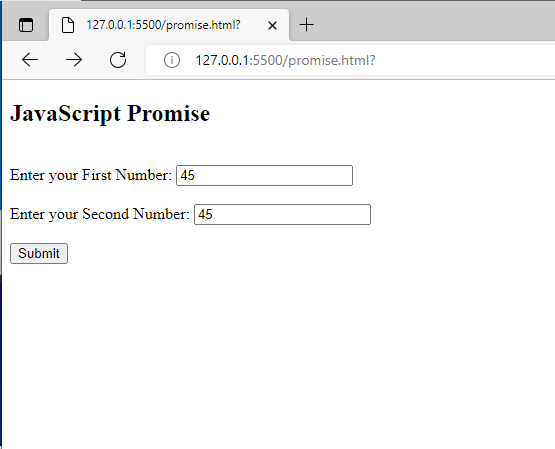 127.0.0.1:5500/promise.html?
127.0.0.1:5500/promise.html?
JavaScript Promise
Enter your First Number: 45
Enter your Second Number: 45
Submit